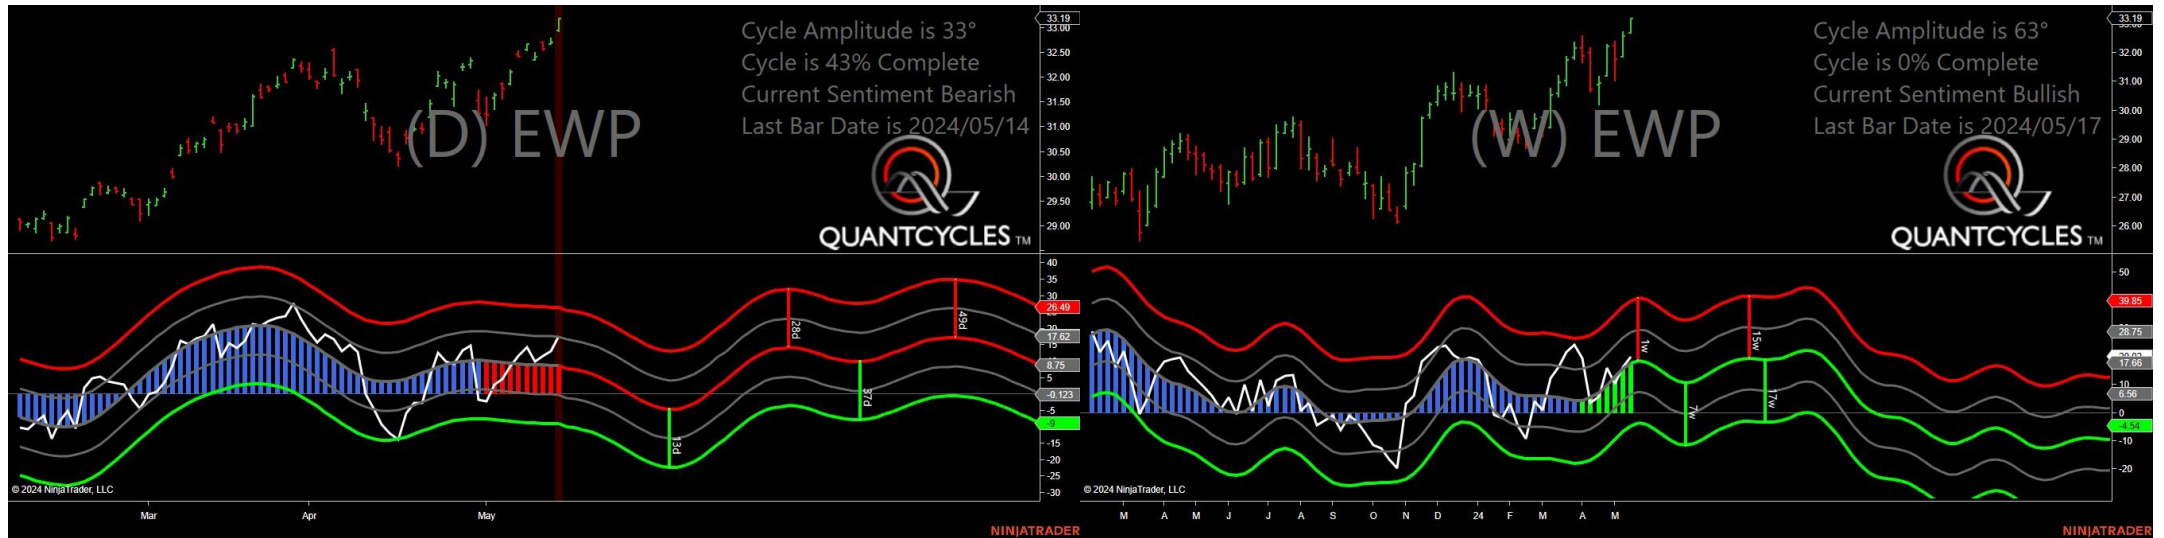 Cycle Amplitude is 33°
Cycle is 43% Complete
Current Sentiment Bearish
Last Bar Date is 2024/05/14
(D) EWP
QUANTCYCLES TM
33.19
33.00
32.50
32.00
31.50
31.00
30.50
30.00
29.50
29.00
40
35
30
26.49
17.62
15
8.75
5
-0.123
-5
-9
-15
-20
-25
-30
13d
28d
37d
49d
© 2024 NinjaTrader, LLC
Mar
Apr
May
NINJATRADER
Cycle Amplitude is 63°
Cycle is 0% Complete
Current Sentiment Bullish
Last Bar Date is 2024/05/17
(W) EWP
QUANTCYCLES TM
33.19
32.00
31.00
30.00
29.00
28.00
27.00
26.00
50
39.85
28.75
17.66
10
6.56
0
-4.54
-10
-20
1w
7w
15w
17w
© 2024 NinjaTrader, LLC
M A M J J A S O N D 24 F M A M
NINJATRADER